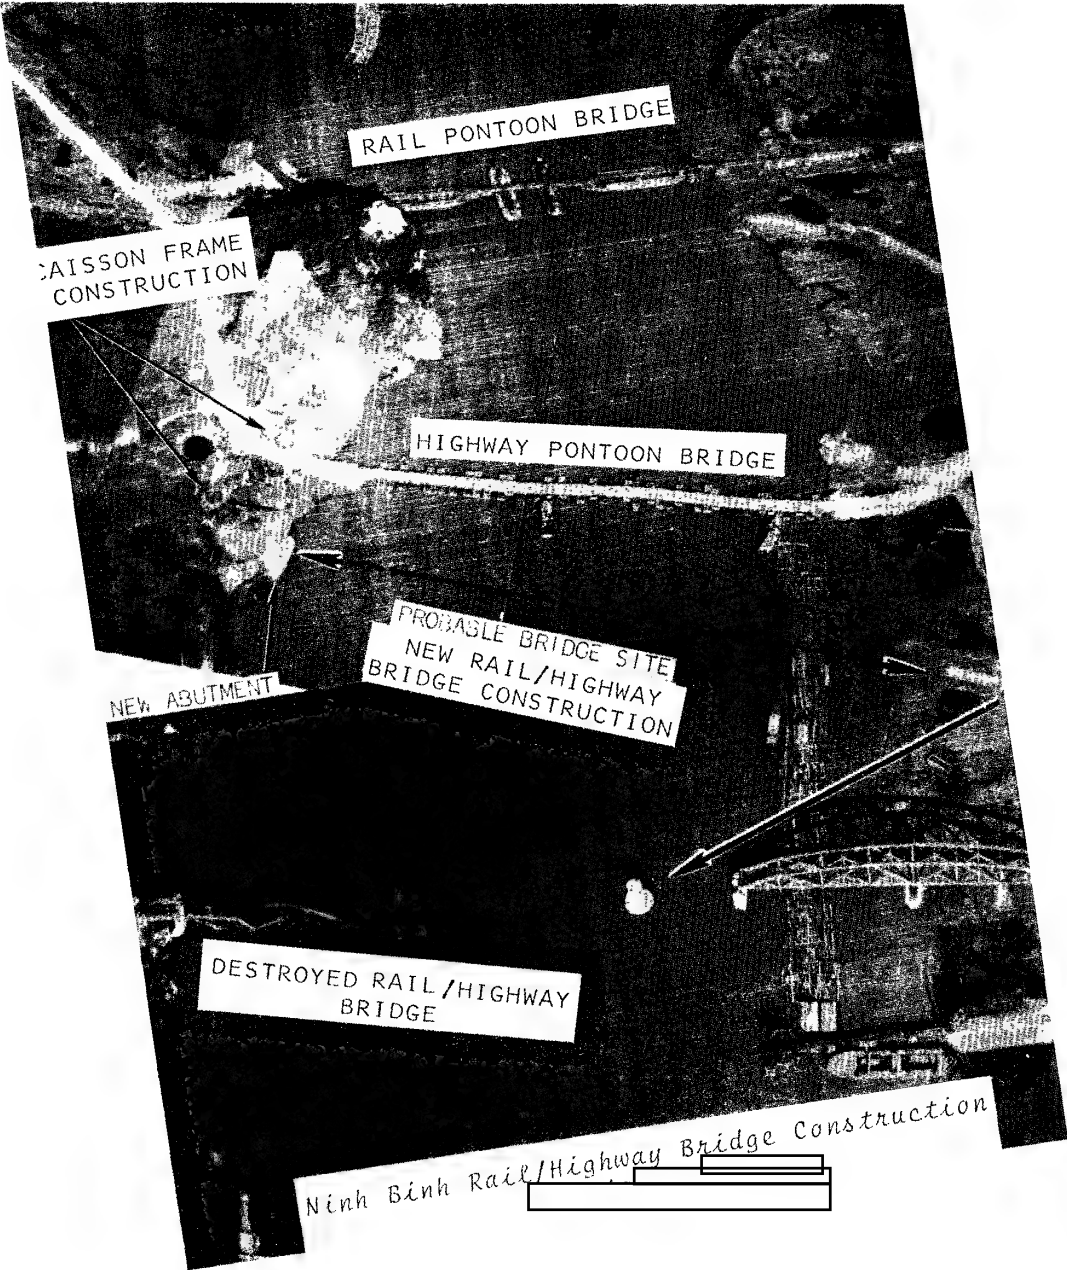 RAIL PONTOON BRIDGE
CAISSON FRAME
CONSTRUCTION
HIGHWAY PONTOON BRIDGE
PROBABLE BRIDGE SITE
NEW RAIL/HIGHWAY
BRIDGE CONSTRUCTION
NEW ABUTMENT
DESTROYED RAIL/HIGHWAY
BRIDGE
Ninh Binh Rail/Highway Bridge Construction